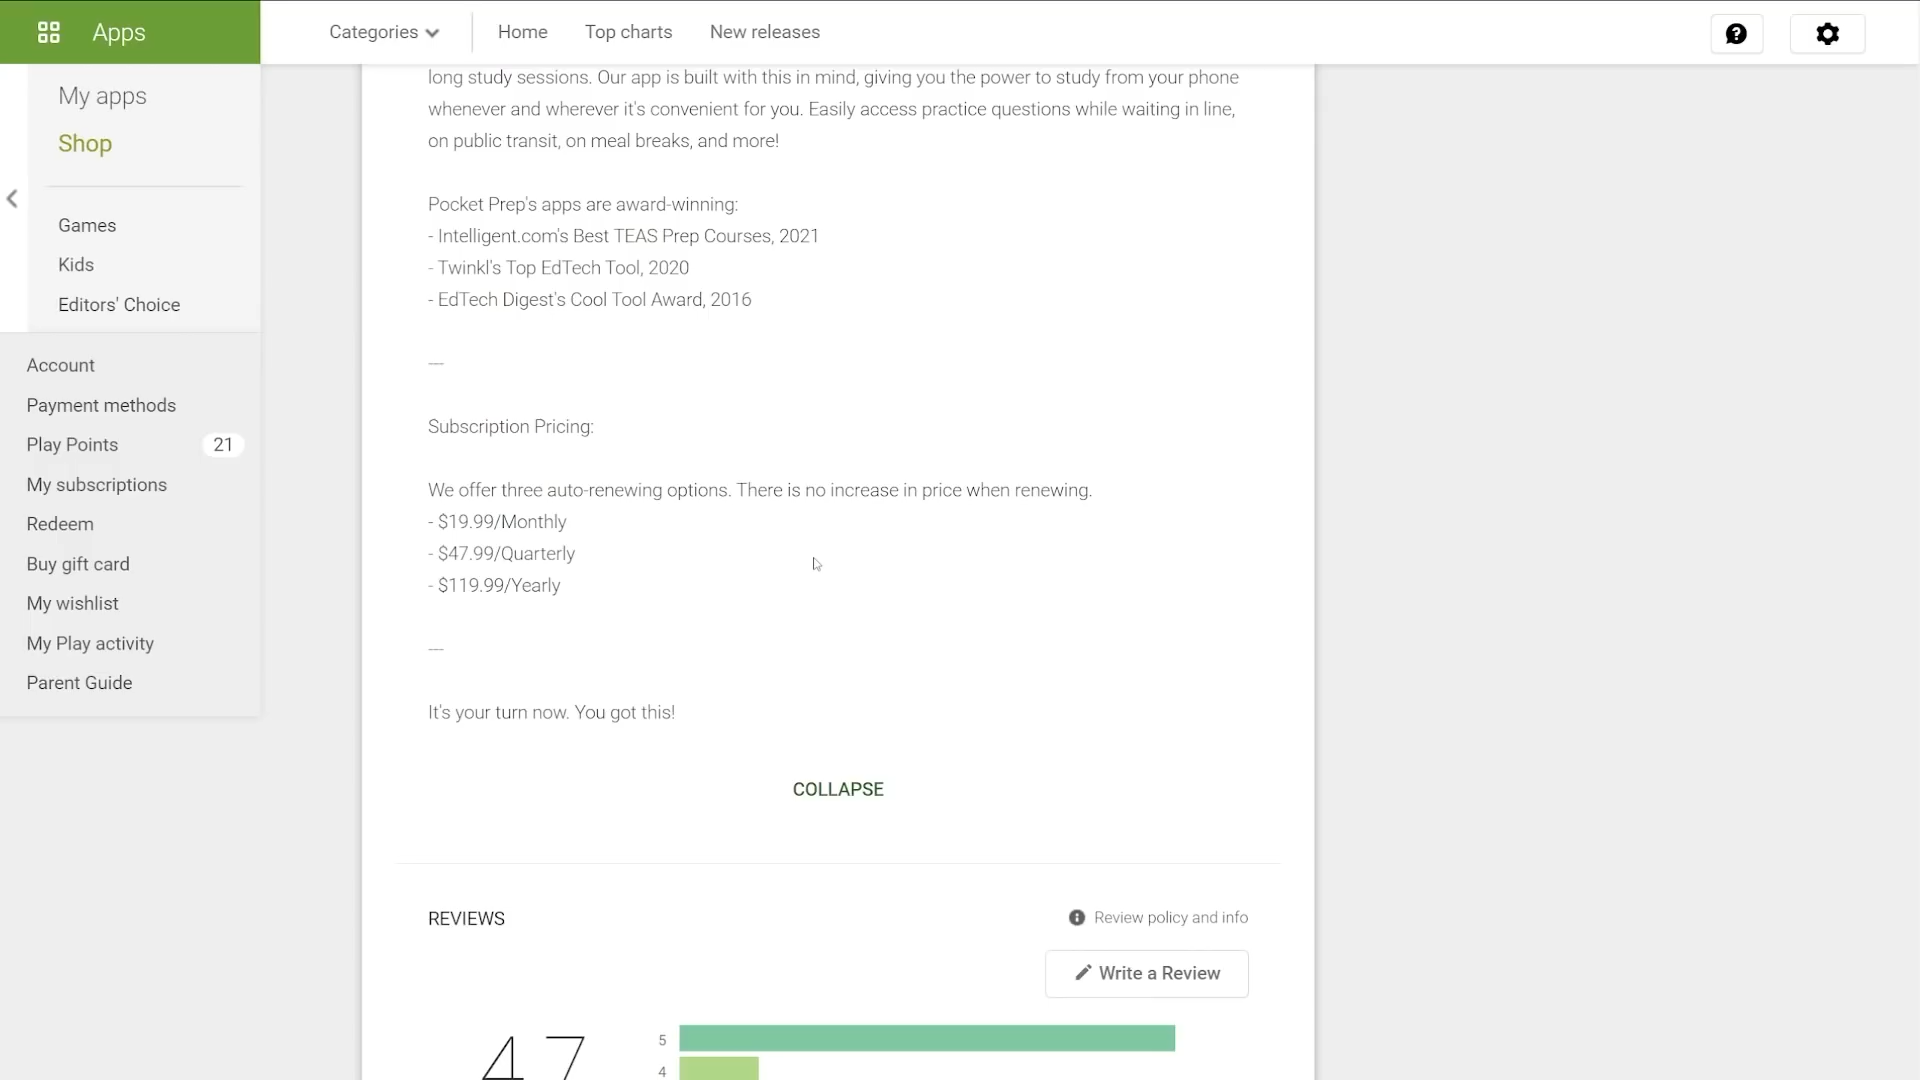 Apps
Categories
Home
Top charts
New releases
My apps
Shop
Games
Kids
Editors' Choice
Account
Payment methods
Play Points
21
My subscriptions
Redeem
Buy gift card
My wishlist
My Play activity
Parent Guide
long study sessions. Our app is built with this in mind, giving you the power to study from your phone
whenever and wherever it's convenient for you. Easily access practice questions while waiting in line,
on public transit, on meal breaks, and more!
Pocket Prep's apps are award-winning:
- Intelligent.com's Best TEAS Prep Courses, 2021
- Twinkl's Top EdTech Tool, 2020
- EdTech Digest's Cool Tool Award, 2016
---
Subscription Pricing:
We offer three auto-renewing options. There is no increase in price when renewing.
- $19.99/Monthly
- $47.99/Quarterly
- $119.99/Yearly
---
It's your turn now. You got this!
COLLAPSE
REVIEWS
Review policy and info
Write a Review
4.7
5
4